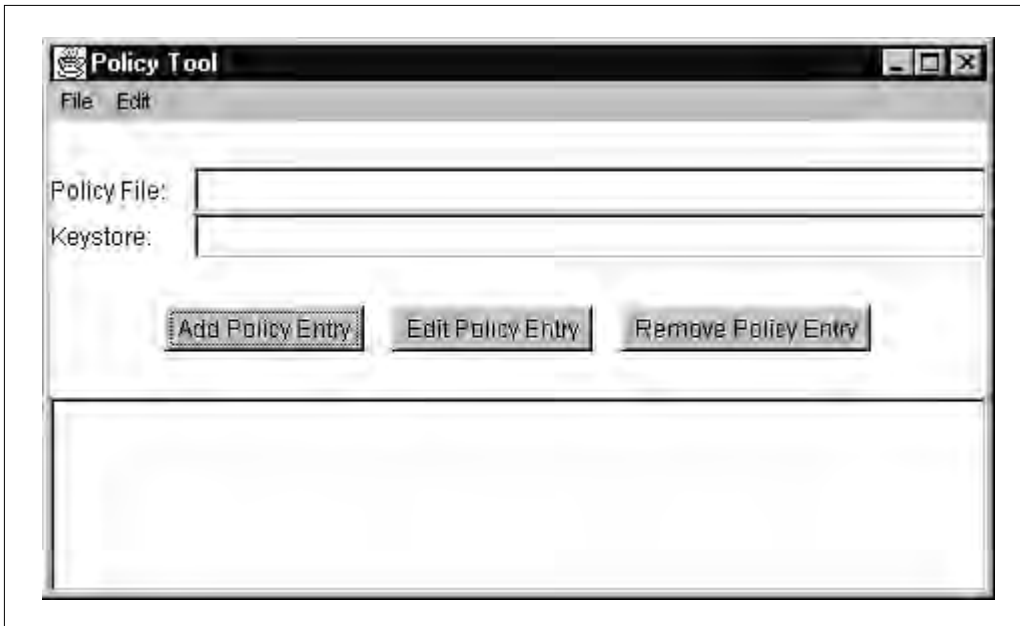 Policy Tool
File Edit
Policy File:
Keystore:
Add Policy Entry Edit Policy Entry Remove Policy Entry